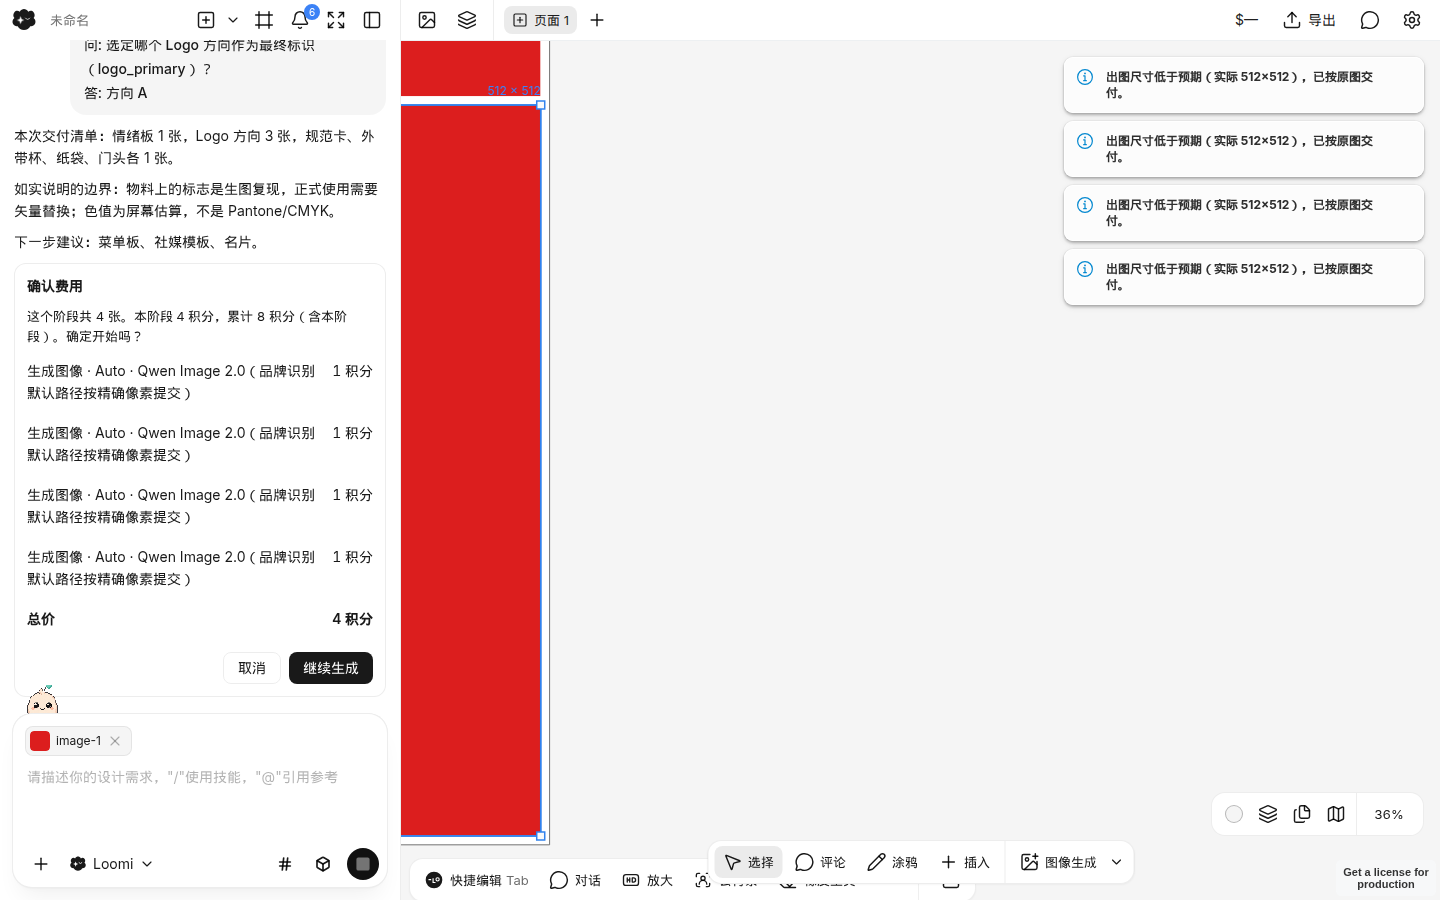 未命名
6
页面 1
$—
导出
问: 选定哪个 Logo 方向作为最终标识
（logo_primary）？
答: 方向 A
本次交付清单：情绪板 1 张，Logo 方向 3 张，规范卡、外
带杯、纸袋、门头各 1 张。
如实说明的边界：物料上的标志是生图复现，正式使用需要
矢量替换；色值为屏幕估算，不是 Pantone/CMYK。
下一步建议：菜单板、社媒模板、名片。
确认费用
这个阶段共 4 张。本阶段 4 积分，累计 8 积分（含本阶
段）。确定开始吗？
生成图像 · Auto · Qwen Image 2.0（品牌识别
默认路径按精确像素提交）
1 积分
生成图像 · Auto · Qwen Image 2.0（品牌识别
默认路径按精确像素提交）
1 积分
生成图像 · Auto · Qwen Image 2.0（品牌识别
默认路径按精确像素提交）
1 积分
生成图像 · Auto · Qwen Image 2.0（品牌识别
默认路径按精确像素提交）
1 积分
总价
4 积分
取消
继续生成
image-1
请描述你的设计需求，"/"使用技能，"@"引用参考
Loomi
512 × 512
出图尺寸低于预期（实际 512×512），已按原图交
付。
出图尺寸低于预期（实际 512×512），已按原图交
付。
出图尺寸低于预期（实际 512×512），已按原图交
付。
出图尺寸低于预期（实际 512×512），已按原图交
付。
36%
选择
评论
涂鸦
插入
图像生成
快捷编辑 Tab
对话
HD
放大
Get a license for
production